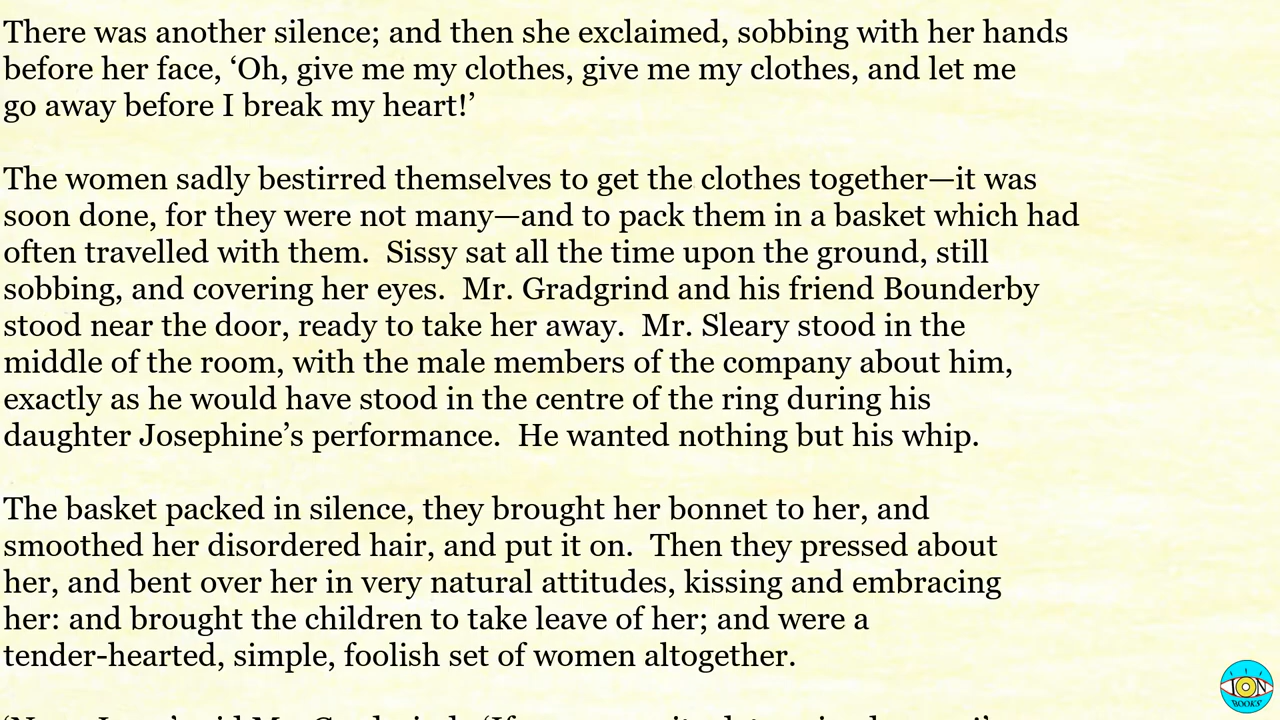 There was another silence; and then she exclaimed, sobbing with her hands
before her face, ‘Oh, give me my clothes, give me my clothes, and let me
go away before I break my heart!’
The women sadly bestirred themselves to get the clothes together—it was
soon done, for they were not many—and to pack them in a basket which had
often travelled with them.  Sissy sat all the time upon the ground, still
sobbing, and covering her eyes.  Mr. Gradgrind and his friend Bounderby
stood near the door, ready to take her away.  Mr. Sleary stood in the
middle of the room, with the male members of the company about him,
exactly as he would have stood in the centre of the ring during his
daughter Josephine’s performance.  He wanted nothing but his whip.
The basket packed in silence, they brought her bonnet to her, and
smoothed her disordered hair, and put it on.  Then they pressed about
her, and bent over her in very natural attitudes, kissing and embracing
her: and brought the children to take leave of her; and were a
tender-hearted, simple, foolish set of women altogether.
ION
BOOKS